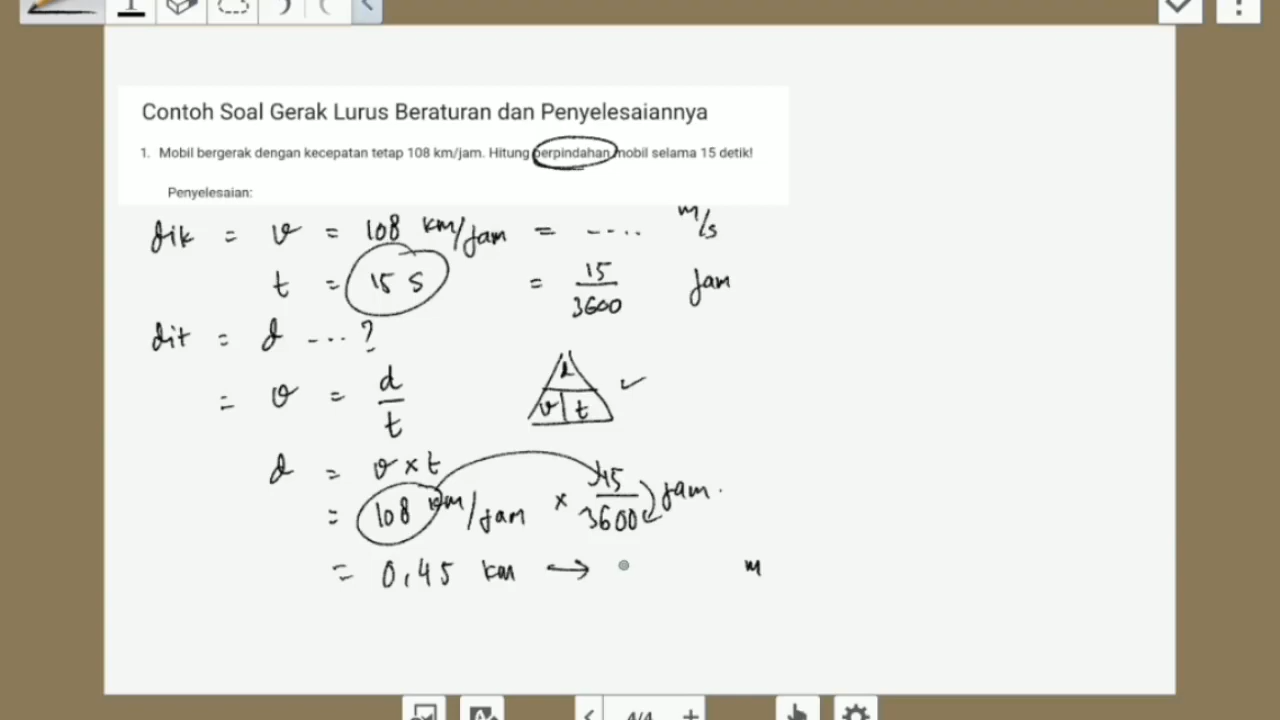 Contoh Soal Gerak Lurus Beraturan dan Penyelesaiannya
1. Mobil bergerak dengan kecepatan tetap 108 km/jam. Hitung perpindahan mobil selama 15 detik!
Penyelesaian:
dik = v = 108 km/jam = ..... m/s
t = 15 s = 15/3600 jam
dit = d ....?
= v = d/t
d
v t
d = v x t
= 108 km/jam x 15/3600 jam.
= 0,45 km → m